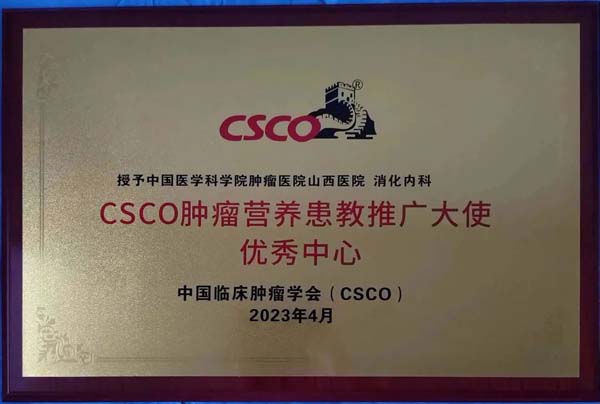 CSCO®
授予中国医学科学院肿瘤医院山西医院 消化内科
CSCO肿瘤营养患教推广大使
优秀中心
中国临床肿瘤学会（CSCO）
2023年4月